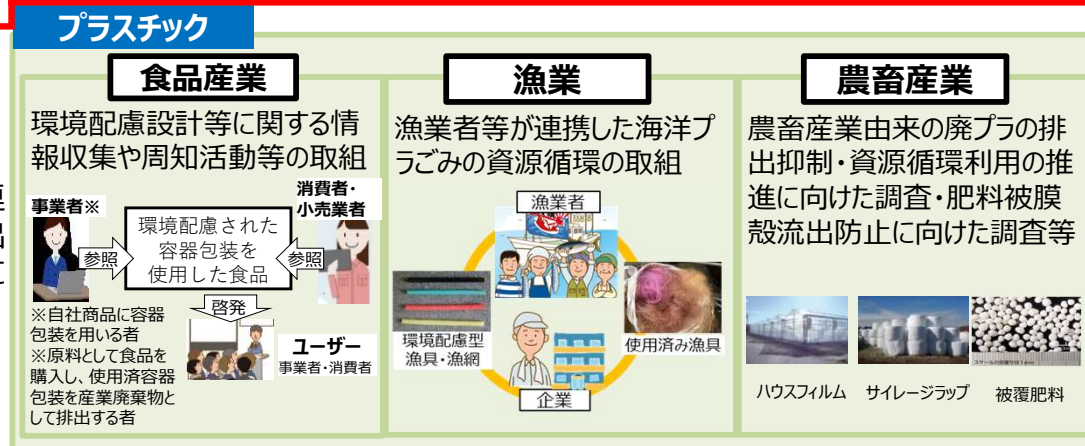 プラスチック
食品産業
環境配慮設計等に関する情
報収集や周知活動等の取組
事業者※
消費者・
小売業者
環境配慮された
容器包装を
使用した食品
参照
参照
啓発
※自社商品に容器
包装を用いる者
※原料として食品を
購入し、使用済容器
包装を産業廃棄物と
して排出する者
ユーザー
事業者・消費者
漁業
漁業者等が連携した海洋プ
ラごみの資源循環の取組
漁業者
環境配慮型
漁具・漁網
使用済み漁具
企業
農畜産業
農畜産業由来の廃プラの排
出抑制・資源循環利用の推
進に向けた調査・肥料被膜
殻流出防止に向けた調査等
ハウスフィルム
サイレージラップ
被覆肥料